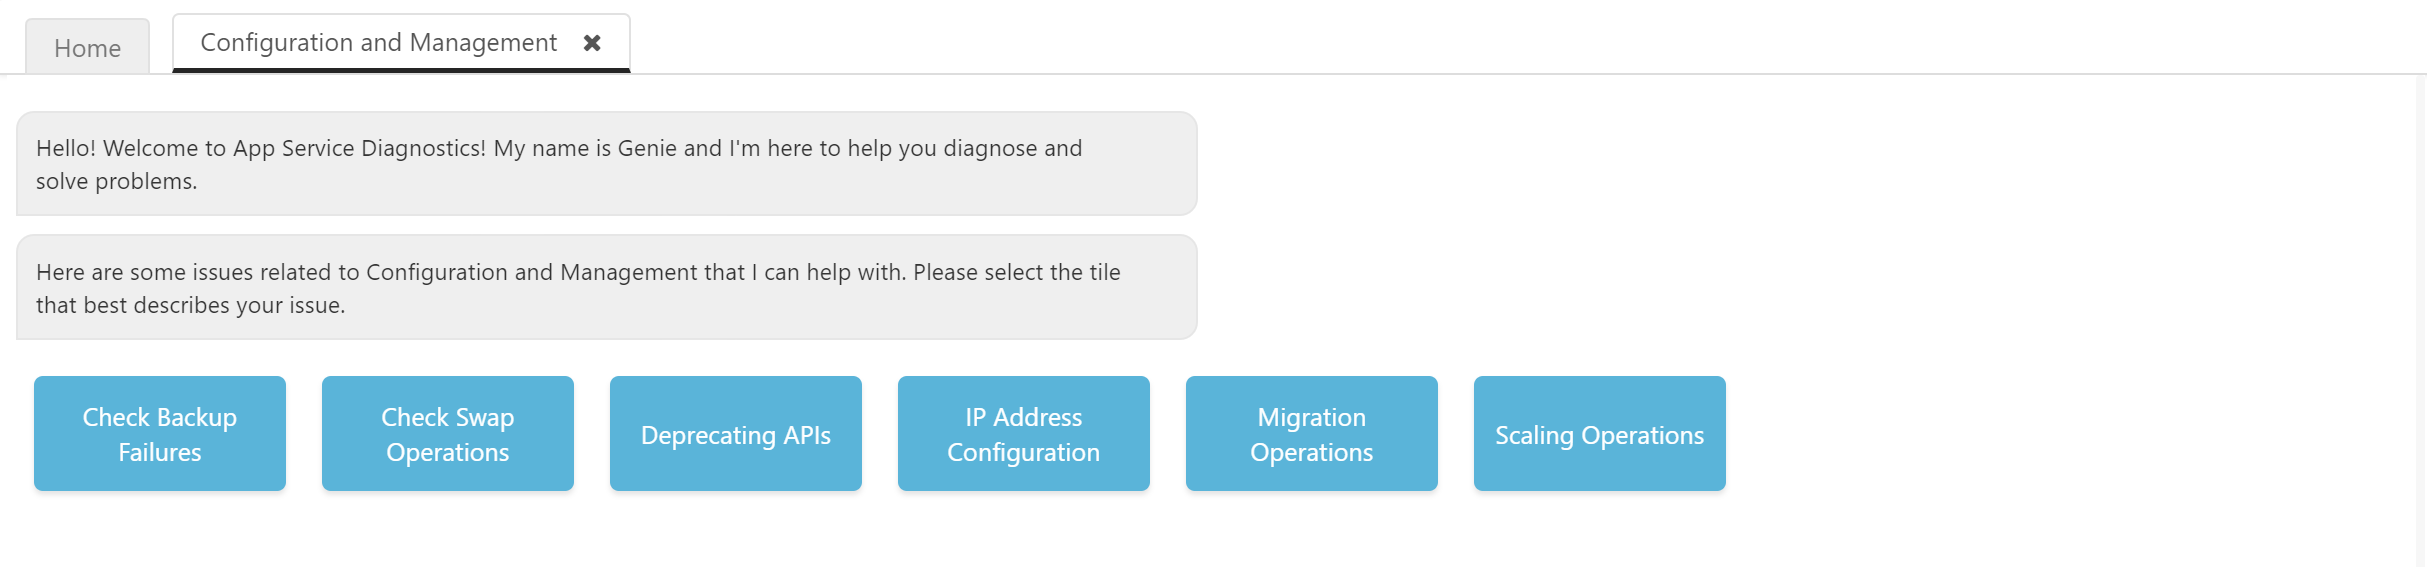 Home
Configuration and Management ✖
Hello! Welcome to App Service Diagnostics! My name is Genie and I'm here to help you diagnose and
solve problems.
Here are some issues related to Configuration and Management that I can help with. Please select the tile
that best describes your issue.
Check Backup
Failures
Check Swap
Operations
Deprecating APIs
IP Address
Configuration
Migration
Operations
Scaling Operations